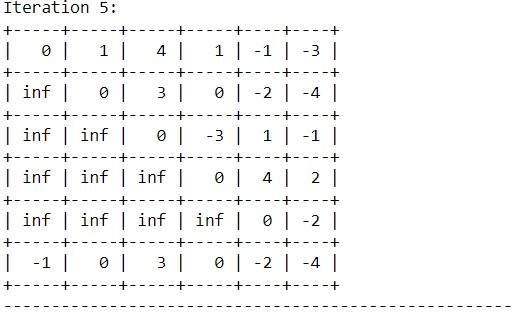 Iteration 5:
+-----+-----+-----+-----+----+----+
|   0 |   1 |   4 |   1 | -1 | -3 |
+-----+-----+-----+-----+----+----+
| inf |   0 |   3 |   0 | -2 | -4 |
+-----+-----+-----+-----+----+----+
| inf | inf |   0 |  -3 |  1 | -1 |
+-----+-----+-----+-----+----+----+
| inf | inf | inf |   0 |  4 |  2 |
+-----+-----+-----+-----+----+----+
| inf | inf | inf | inf |  0 | -2 |
+-----+-----+-----+-----+----+----+
|  -1 |   0 |   3 |   0 | -2 | -4 |
+-----+-----+-----+-----+----+----+
-----------------------------------------------------